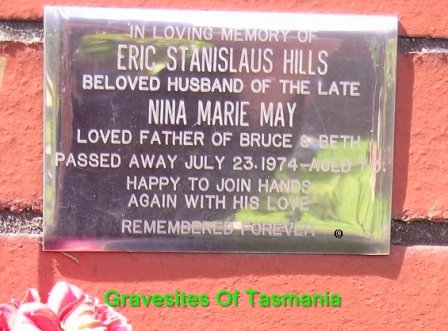 IN LOVING MEMORY OF
ERIC STANISLAUS HILLS
BELOVED HUSBAND OF THE LATE
NINA MARIE MAY
LOVED FATHER OF BRUCE & BETH
PASSED AWAY JULY 23.1974-AGED
HAPPY TO JOIN HANDS
AGAIN WITH HIS LOVE
REMEMBERED FOREVER
Gravesites Of Tasmania